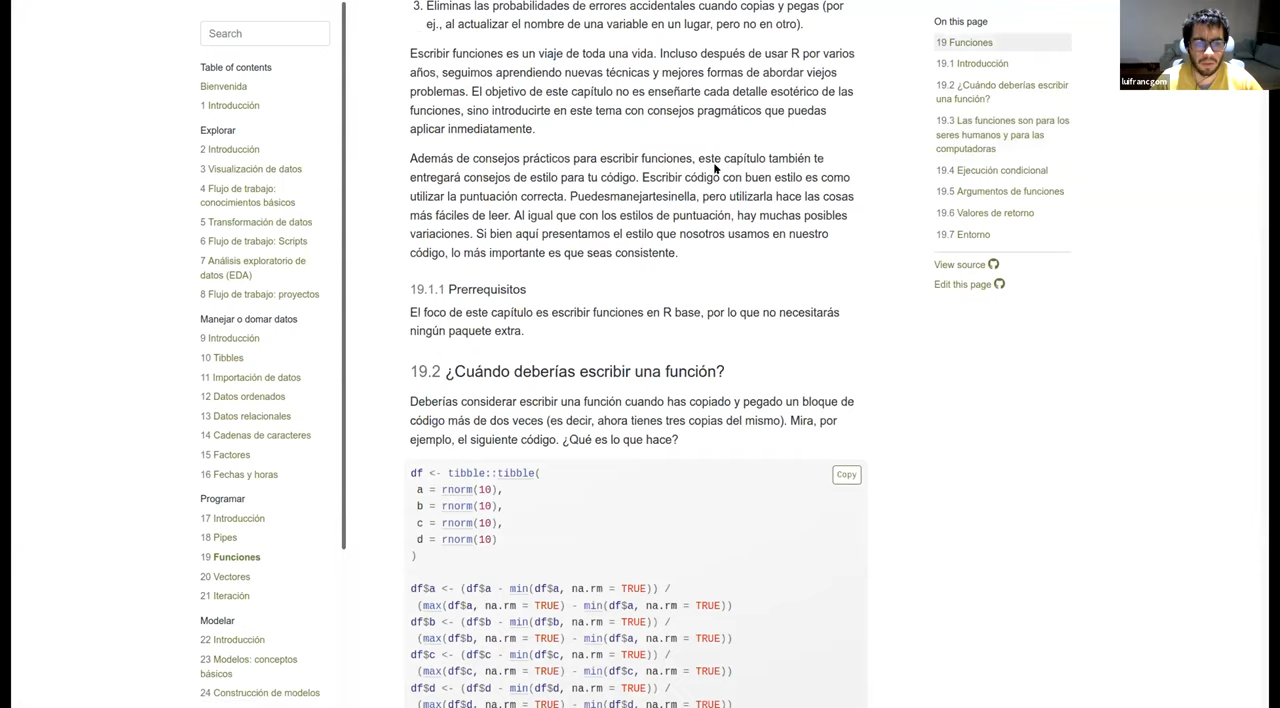 Search
Table of contents
Bienvenida
1 Introducción
Explorar
2 Introducción
3 Visualización de datos
4 Flujo de trabajo:
conocimientos básicos
5 Transformación de datos
6 Flujo de trabajo: Scripts
7 Análisis exploratorio de
datos (EDA)
8 Flujo de trabajo: proyectos
Manejar o domar datos
9 Introducción
10 Tibbles
11 Importación de datos
12 Datos ordenados
13 Datos relacionales
14 Cadenas de caracteres
15 Factores
16 Fechas y horas
Programar
17 Introducción
18 Pipes
19 Funciones
20 Vectores
21 Iteración
Modelar
22 Introducción
23 Modelos: conceptos
básicos
24 Construcción de modelos
3. Eliminas las probabilidades de errores accidentales cuando copias y pegas (por
ej., al actualizar el nombre de una variable en un lugar, pero no en otro).
Escribir funciones es un viaje de toda una vida. Incluso después de usar R por varios
años, seguimos aprendiendo nuevas técnicas y mejores formas de abordar viejos
problemas. El objetivo de este capítulo no es enseñarte cada detalle esotérico de las
funciones, sino introducirte en este tema con consejos pragmáticos que puedas
aplicar inmediatamente.
Además de consejos prácticos para escribir funciones, este capítulo también te
entregará consejos de estilo para tu código. Escribir código con buen estilo es como
utilizar la puntuación correcta. Puedesmanejartesinella, pero utilizarla hace las cosas
más fáciles de leer. Al igual que con los estilos de puntuación, hay muchas posibles
variaciones. Si bien aquí presentamos el estilo que nosotros usamos en nuestro
código, lo más importante es que seas consistente.
19.1.1 Prerrequisitos
El foco de este capítulo es escribir funciones en R base, por lo que no necesitarás
ningún paquete extra.
19.2 ¿Cuándo deberías escribir una función?
Deberías considerar escribir una función cuando has copiado y pegado un bloque de
código más de dos veces (es decir, ahora tienes tres copias del mismo). Mira, por
ejemplo, el siguiente código. ¿Qué es lo que hace?
Copy
df <- tibble::tibble(
a = rnorm(10),
b = rnorm(10),
c = rnorm(10),
d = rnorm(10)
)
df$a <- (df$a - min(df$a, na.rm = TRUE)) /
(max(df$a, na.rm = TRUE) - min(df$a, na.rm = TRUE))
df$b <- (df$b - min(df$b, na.rm = TRUE)) /
(max(df$b, na.rm = TRUE) - min(df$a, na.rm = TRUE))
df$c <- (df$c - min(df$c, na.rm = TRUE)) /
(max(df$c, na.rm = TRUE) - min(df$c, na.rm = TRUE))
df$d <- (df$d - min(df$d, na.rm = TRUE)) /
(max(df$d, na.rm = TRUE) - min(df$d, na.rm = TRUE))
On this page
19 Funciones
19.1 Introducción
19.2 ¿Cuándo deberías escribir
una función?
19.3 Las funciones son para los
seres humanos y para las
computadoras
19.4 Ejecución condicional
19.5 Argumentos de funciones
19.6 Valores de retorno
19.7 Entorno
View source
Edit this page
luifrancgom